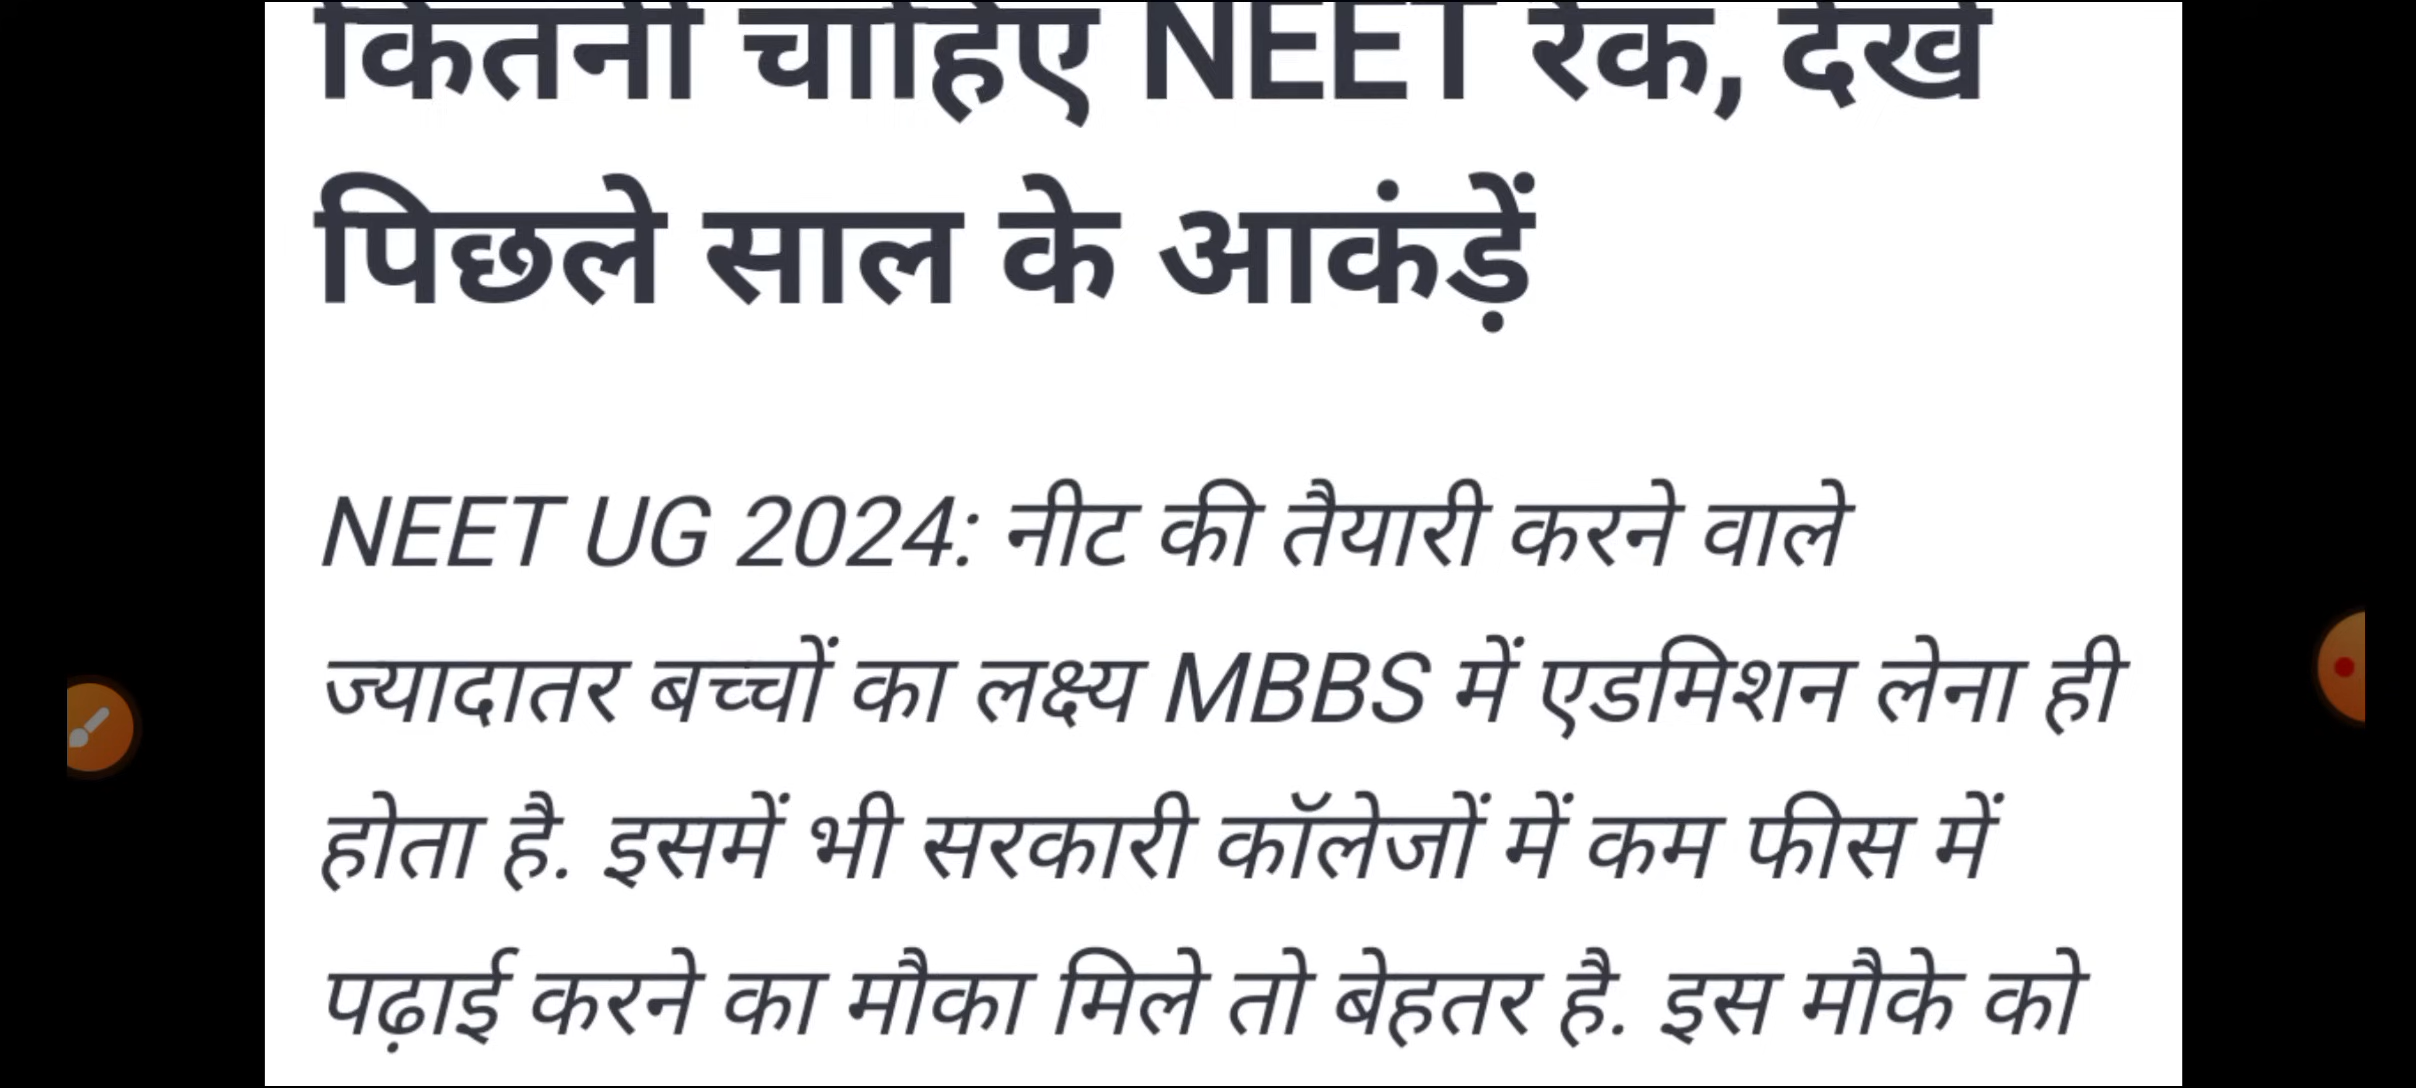 कितनी चाहिए NEET रैंक, देखें
पिछले साल के आकंड़ें
NEET UG 2024: नीट की तैयारी करने वाले
ज्यादातर बच्चों का लक्ष्य MBBS में एडमिशन लेना ही
होता है. इसमें भी सरकारी कॉलेजों में कम फीस में
पढ़ाई करने का मौका मिले तो बेहतर है. इस मौके को